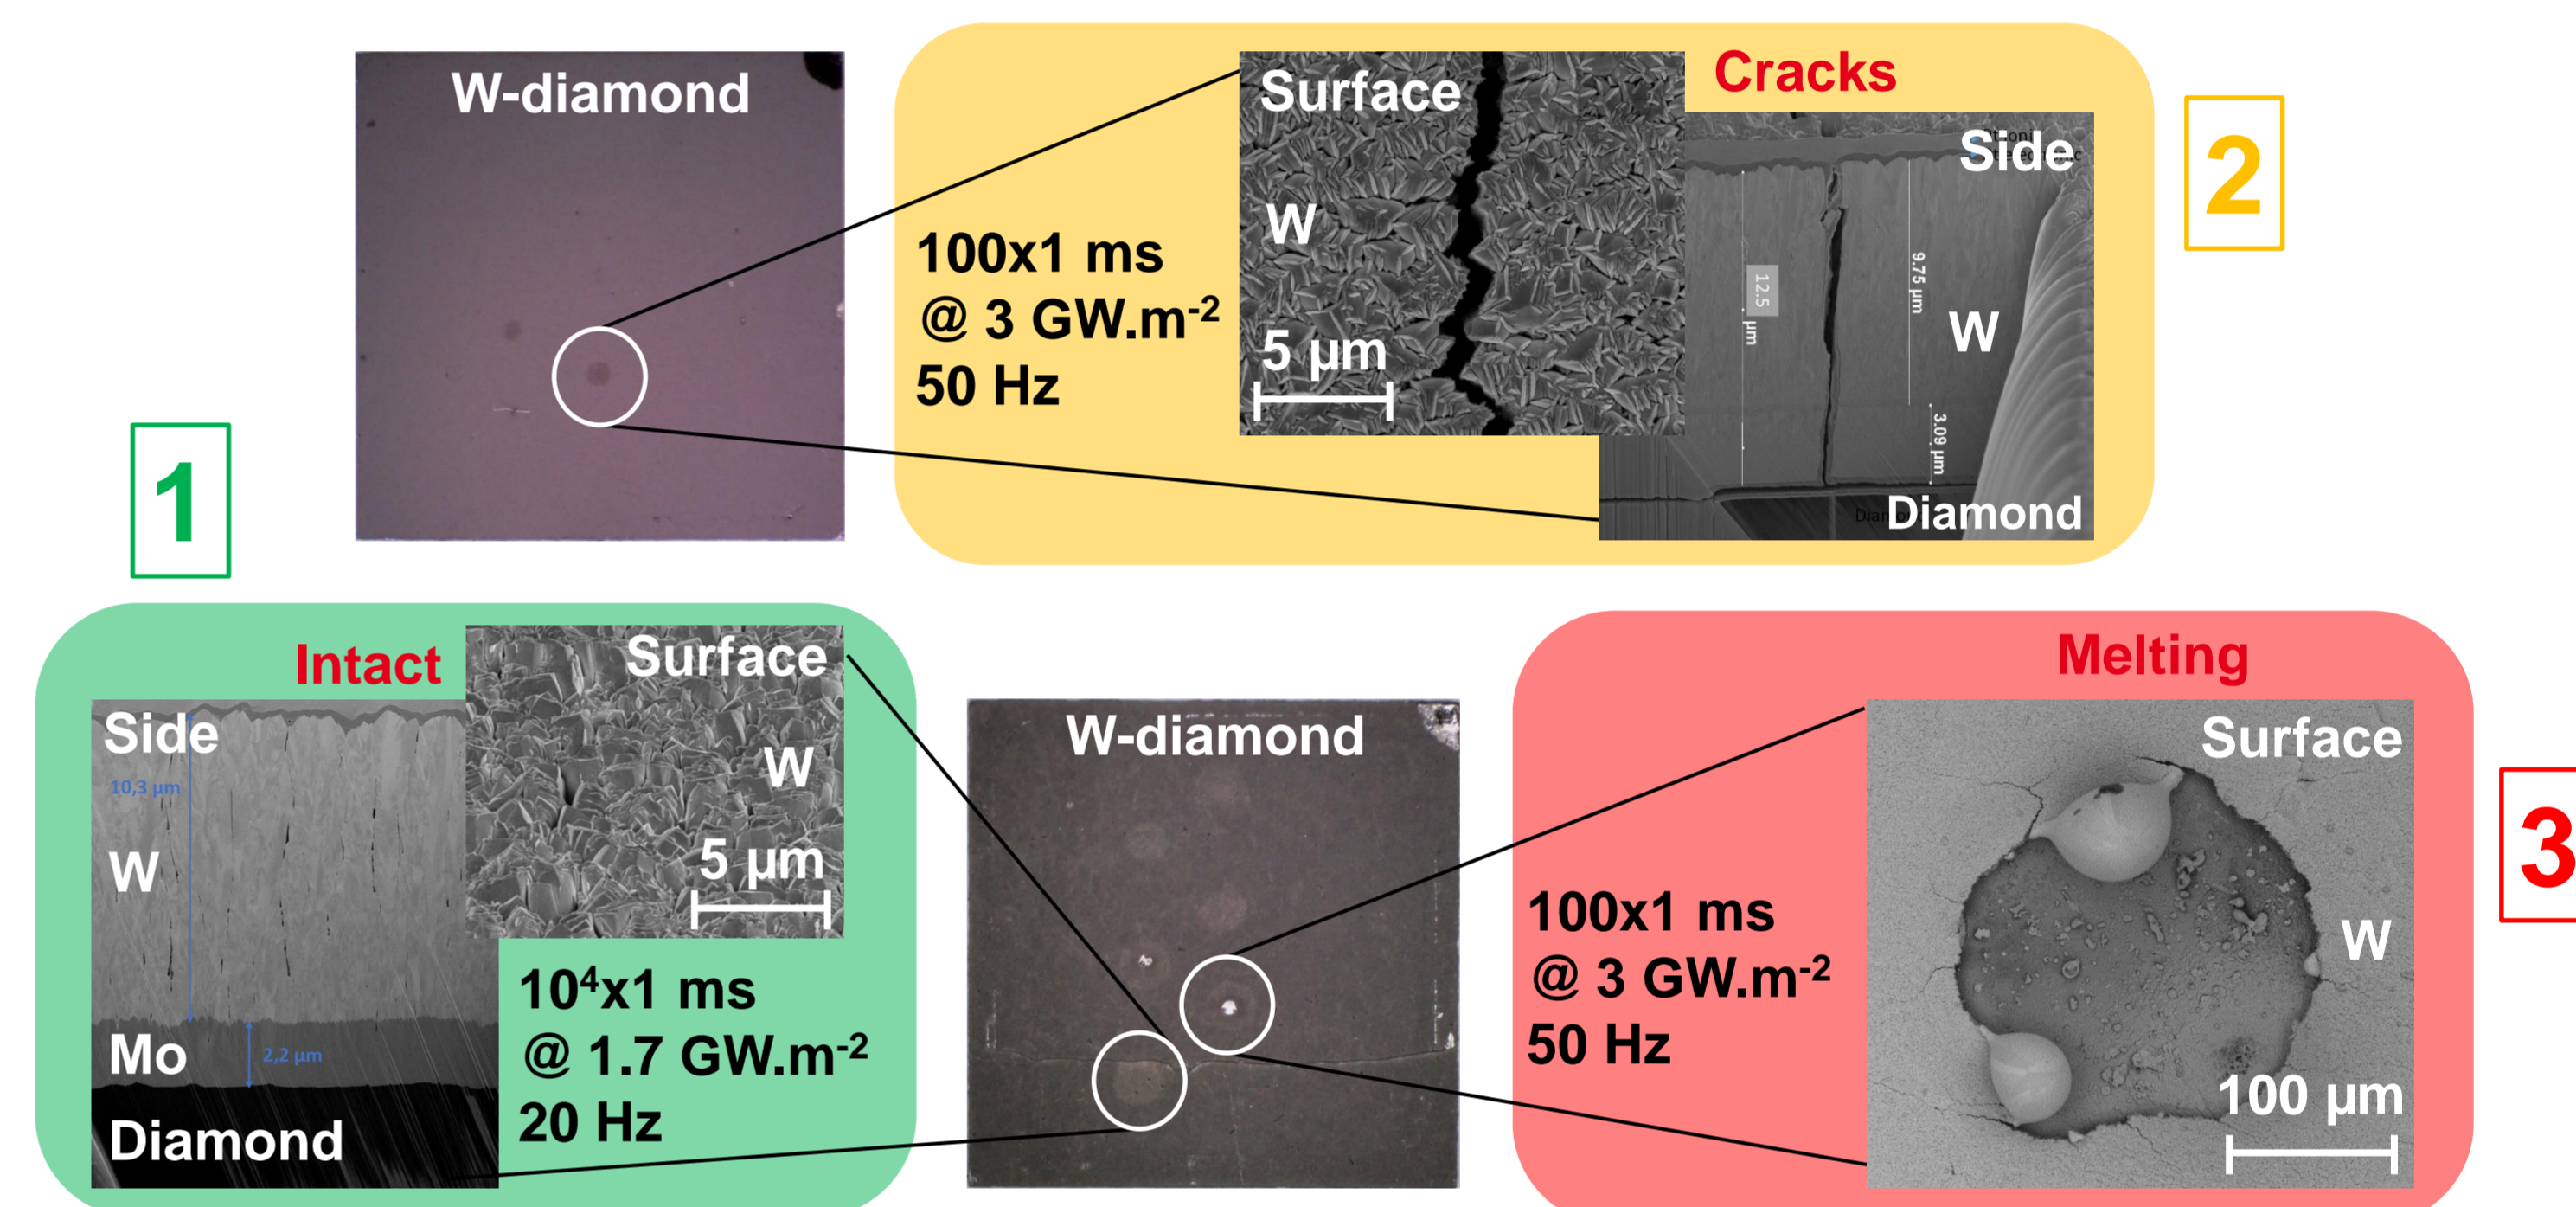 W-diamond
Cracks
Surface
W
5 µm
Side
12.5
µm
9.75 µm
3.09 µm
W
Diamond
2
100x1 ms
@ 3 GW.m-2
50 Hz
1
Intact
Side
10,3 µm
W
Mo
2,2 µm
Diamond
Surface
W
5 µm
10⁴x1 ms
@ 1.7 GW.m-2
20 Hz
W-diamond
Melting
Surface
W
100 µm
100x1 ms
@ 3 GW.m-2
50 Hz
3